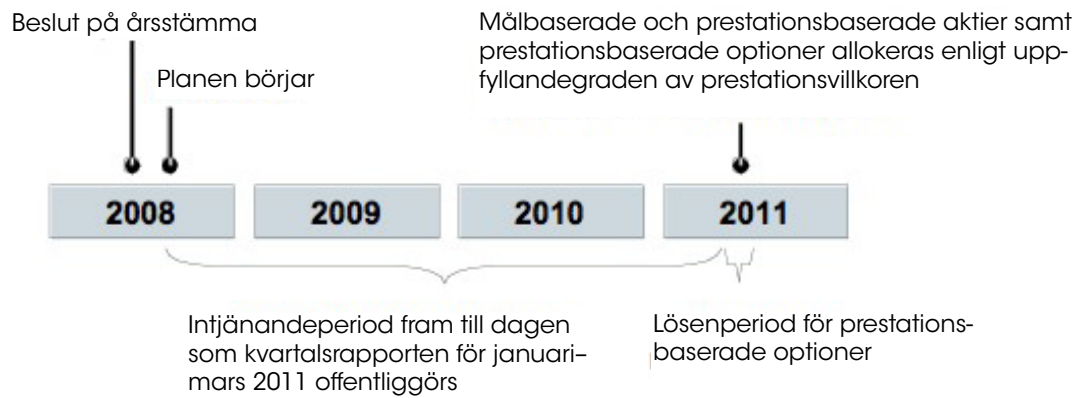 Beslut på årsstämma
Planen börjar
Målbaserade och prestationsbaserade aktier samt
prestationsbaserade optioner allokeras enligt upp-
fyllandegraden av prestationsvillkoren
2008
2009
2010
2011
Intjänandeperiod fram till dagen
som kvartalsrapporten för januari–
mars 2011 offentliggörs
Lösenperiod för prestations-
baserade optioner